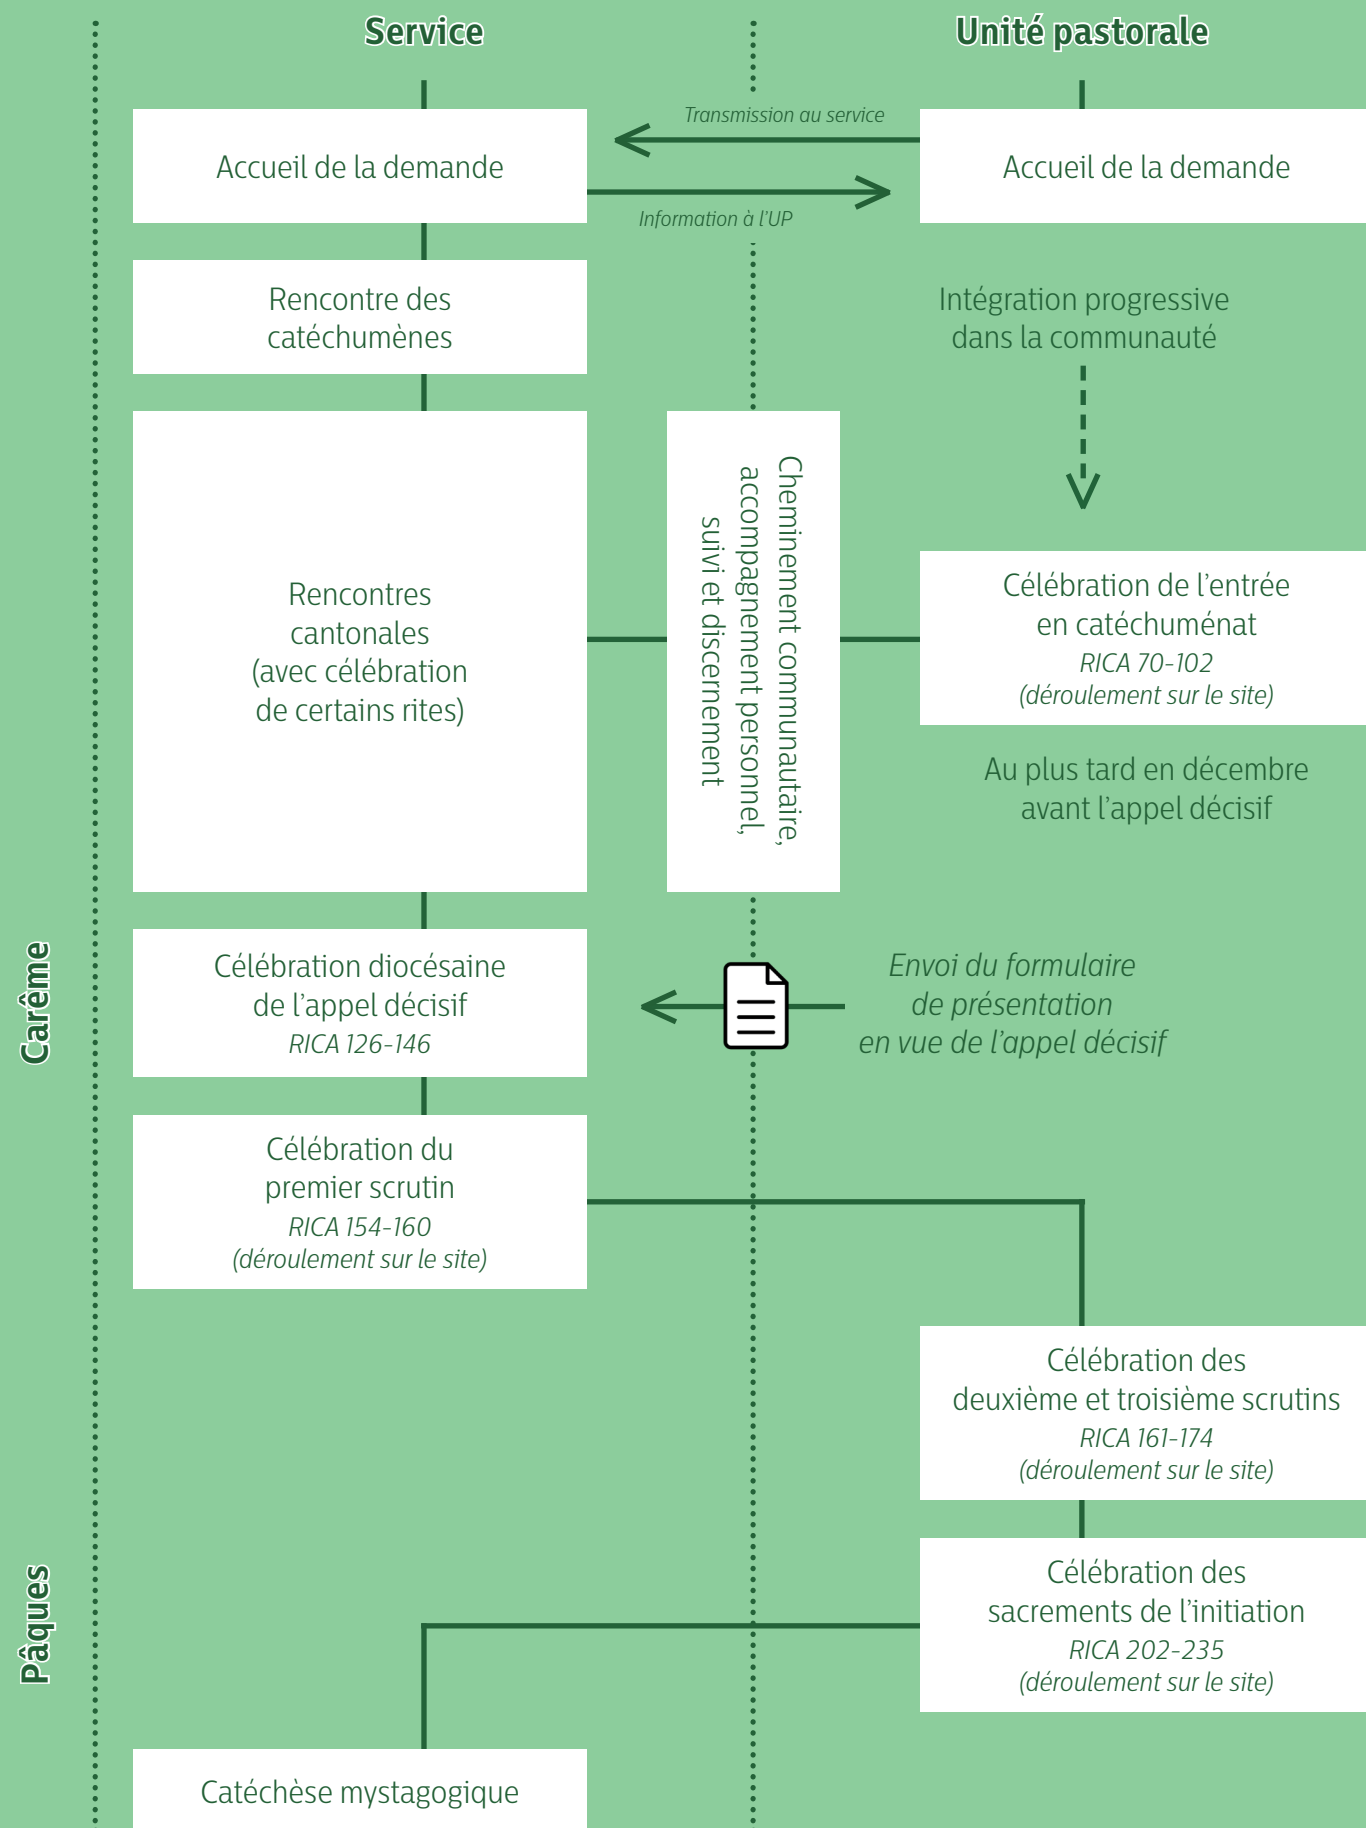 Service
Unité pastorale
Accueil de la demande
Transmission au service
Information à l’UP
Accueil de la demande
Rencontre des
catéchumènes
Intégration progressive
dans la communauté
Rencontres
cantonales
(avec célébration
de certains rites)
Cheminement communautaire,
accompagnement personnel,
suivi et discernement
Célébration de l’entrée
en catéchuménat
RICA 70-102
(déroulement sur le site)
Au plus tard en décembre
avant l’appel décisif
Carême
Célébration diocésaine
de l’appel décisif
RICA 126-146
Envoi du formulaire
de présentation
en vue de l’appel décisif
Célébration du
premier scrutin
RICA 154-160
(déroulement sur le site)
Célébration des
deuxième et troisième scrutins
RICA 161-174
(déroulement sur le site)
Pâques
Célébration des
sacrements de l’initiation
RICA 202-235
(déroulement sur le site)
Catéchèse mystagogique